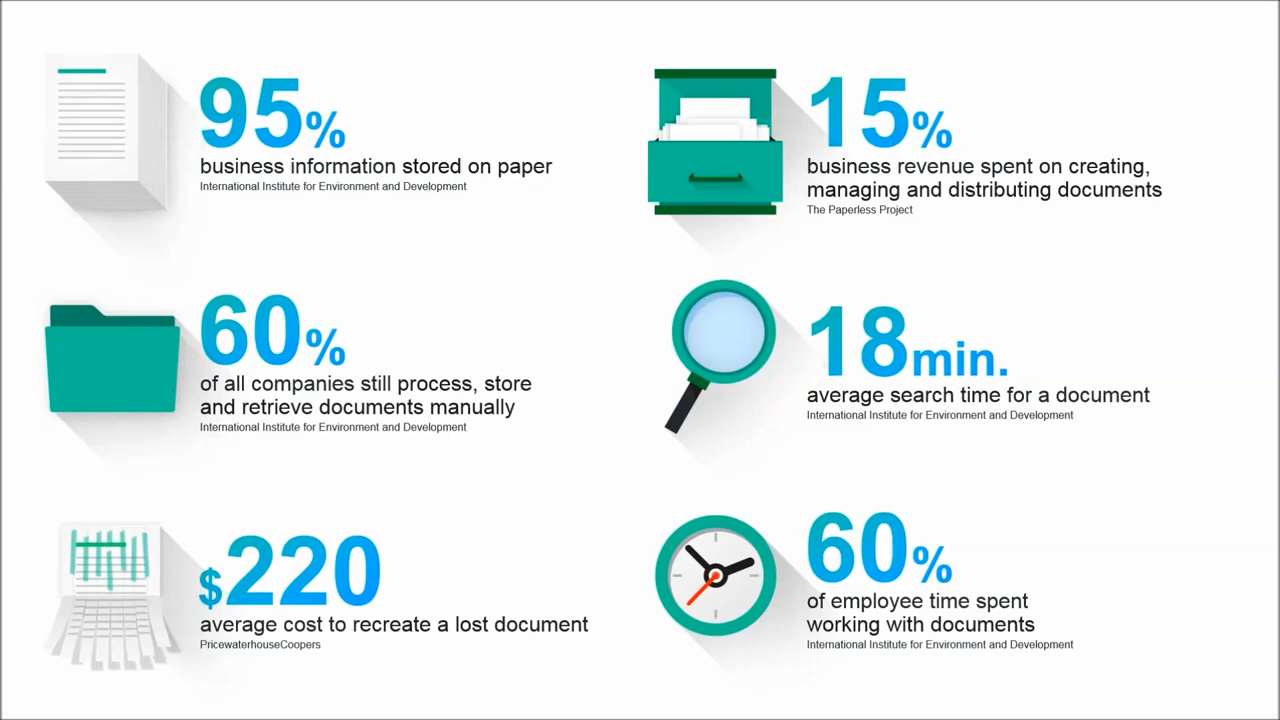 95%
business information stored on paper
International Institute for Environment and Development
15%
business revenue spent on creating,
managing and distributing documents
The Paperless Project
60%
of all companies still process, store
and retrieve documents manually
International Institute for Environment and Development
18min.
average search time for a document
International Institute for Environment and Development
$220
average cost to recreate a lost document
PricewaterhouseCoopers
60%
of employee time spent
working with documents
International Institute for Environment and Development